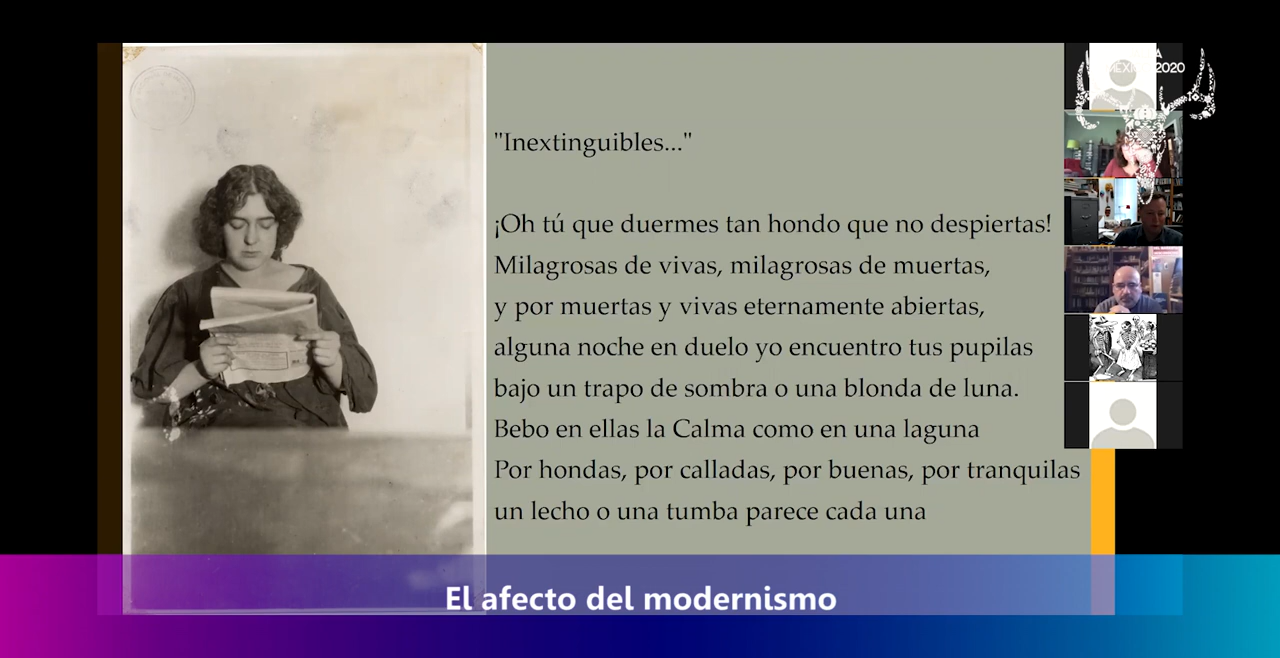 "Inextinguibles..."
¡Oh tú que duermes tan hondo que no despiertas!
Milagrosas de vivas, milagrosas de muertas,
y por muertas y vivas eternamente abiertas,
alguna noche en duelo yo encuentro tus pupilas
bajo un trapo de sombra o una blonda de luna.
Bebo en ellas la Calma como en una laguna
Por hondas, por calladas, por buenas, por tranquilas
un lecho o una tumba parece cada una
2020
El afecto del modernismo